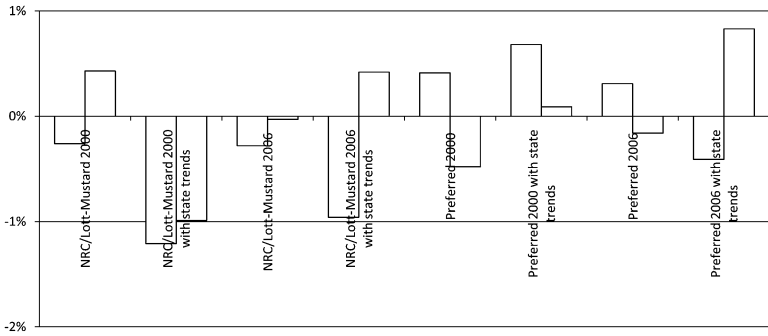 1%
0%
-1%
-2%
NRC/Lott-Mustard 2000
NRC/Lott-Mustard 2000
with state trends
NRC/Lott-Mustard 2006
NRC/Lott-Mustard 2006
with state trends
Preferred 2000
Preferred 2000 with state
trends
Preferred 2006
Preferred 2006 with state
trends